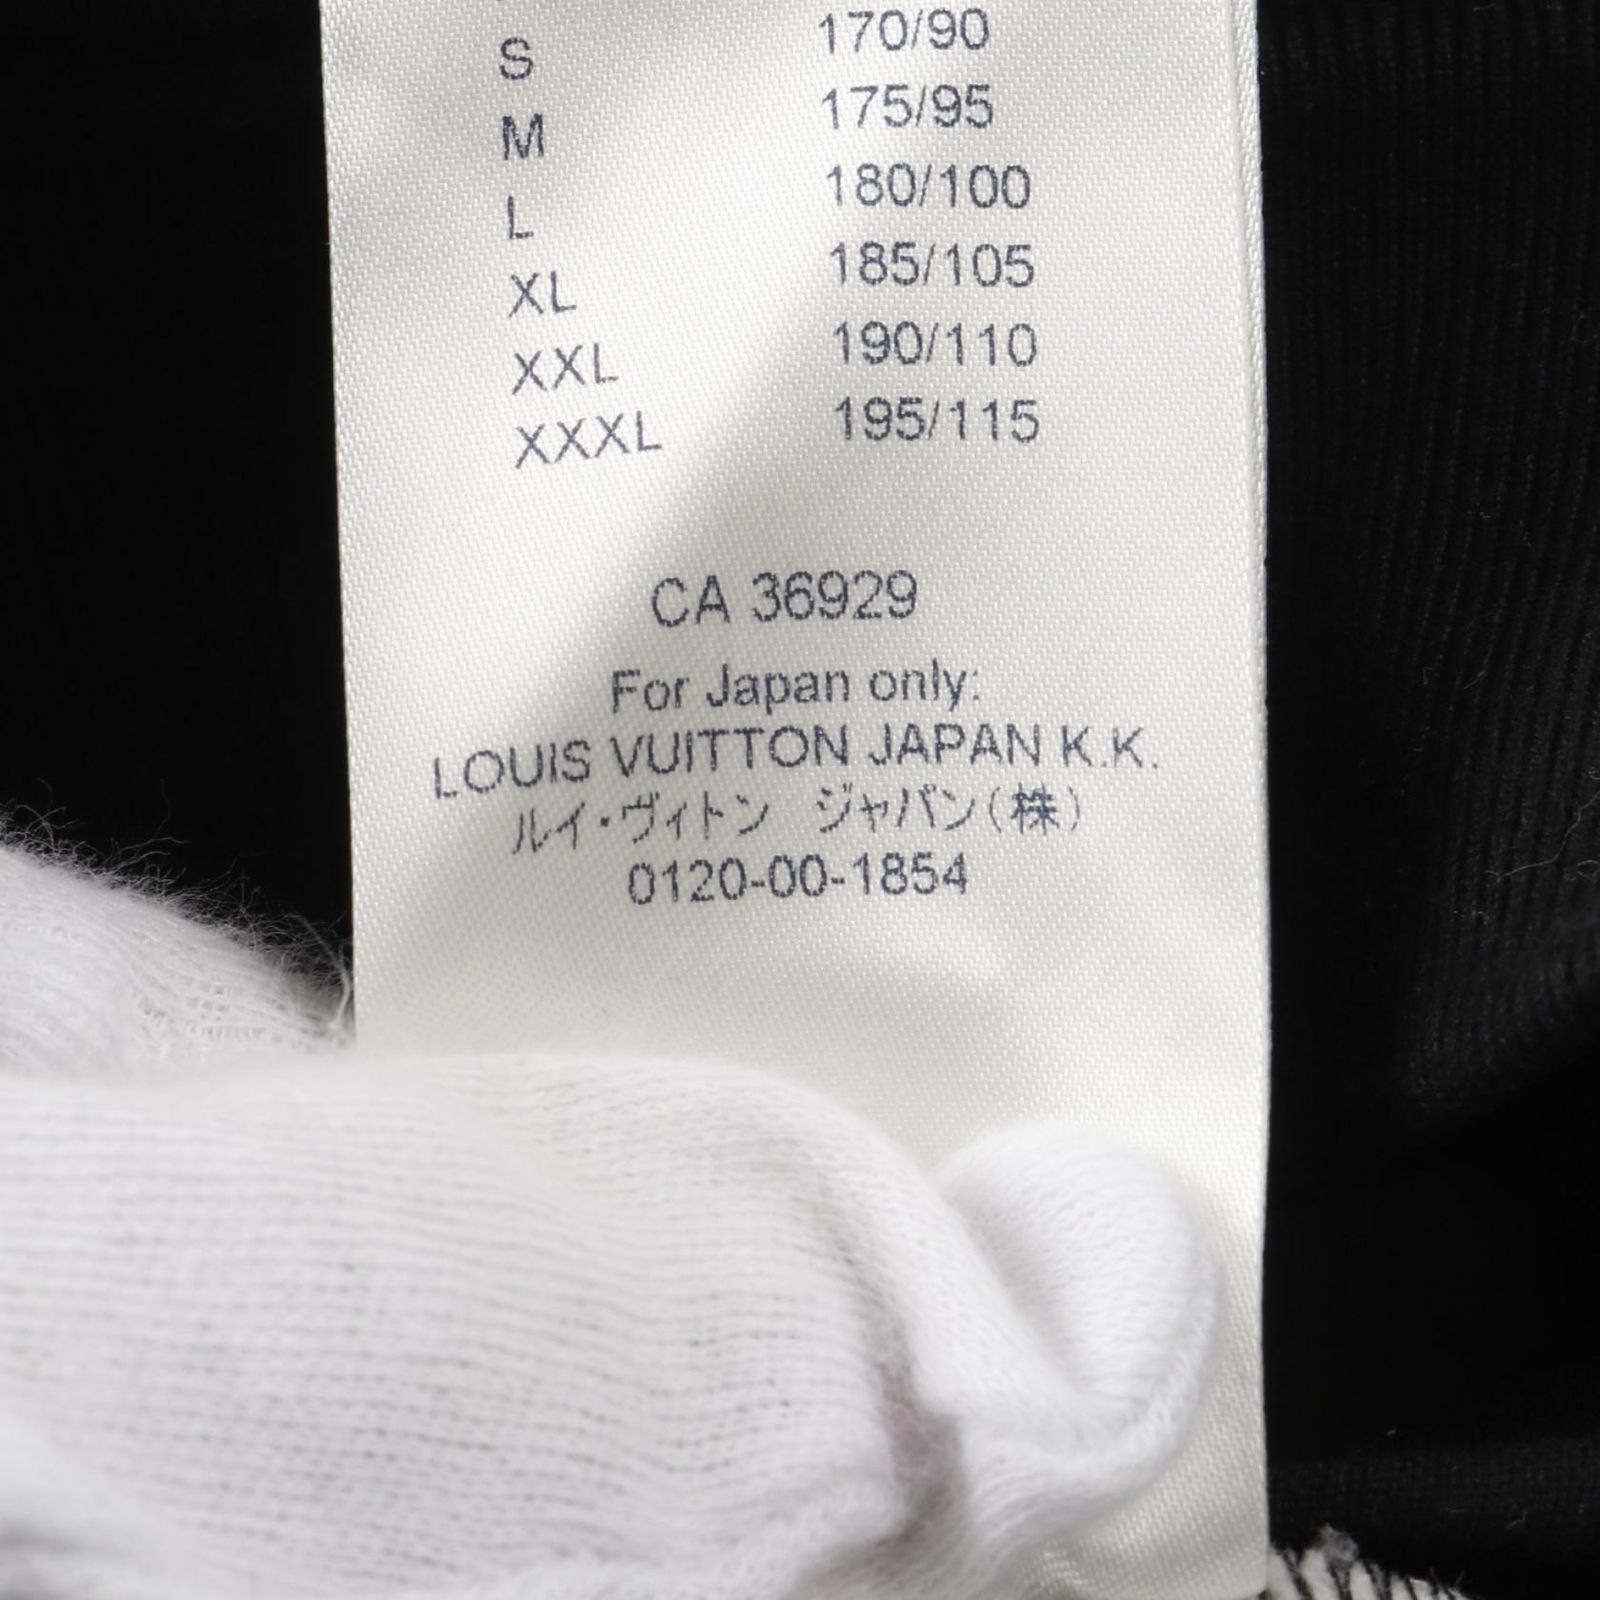 S 170/90
M 175/95
L 180/100
XL 185/105
XXL 190/110
XXXL 195/115
CA 36929
For Japan only:
LOUIS VUITTON JAPAN K.K.
ルイ・ヴィトン ジャパン(株)
0120-00-1854